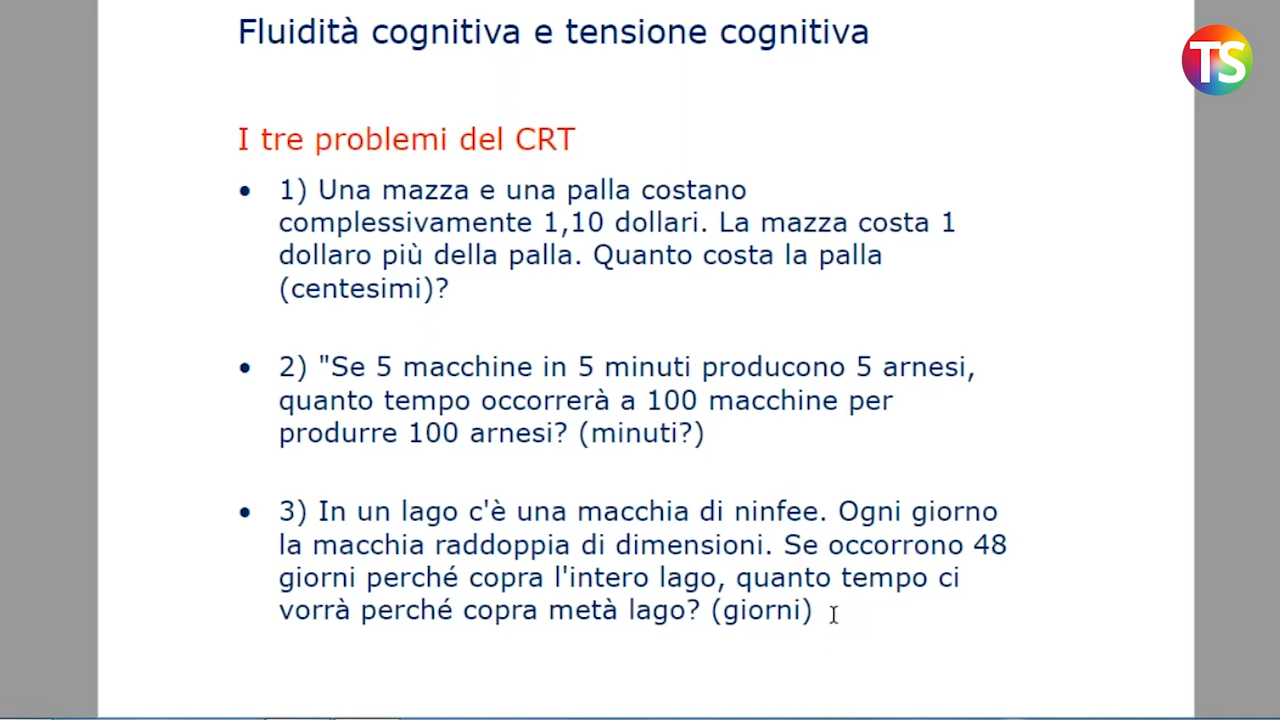 Fluidità cognitiva e tensione cognitiva
TS
I tre problemi del CRT
• 1) Una mazza e una palla costano
complessivamente 1,10 dollari. La mazza costa 1
dollaro più della palla. Quanto costa la palla
(centesimi)?
• 2) "Se 5 macchine in 5 minuti producono 5 arnesi,
quanto tempo occorrerà a 100 macchine per
produrre 100 arnesi? (minuti?)
• 3) In un lago c'è una macchia di ninfee. Ogni giorno
la macchia raddoppia di dimensioni. Se occorrono 48
giorni perché copra l'intero lago, quanto tempo ci
vorrà perché copra metà lago? (giorni)